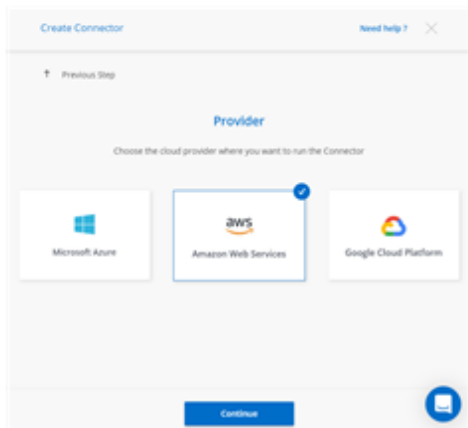 Create Connector
Need help ?
Previous Step
Provider
Choose the cloud provider where you want to run the Connector
aws
Microsoft Azure
Amazon Web Services
Google Cloud Platform
Continue